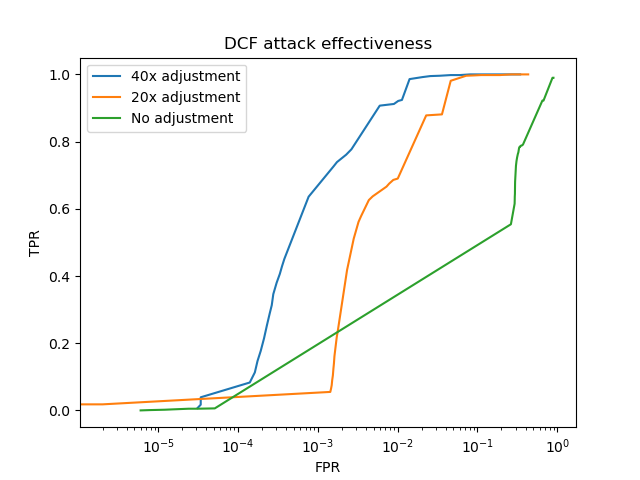 DCF attack effectiveness
40x adjustment
20x adjustment
No adjustment
TPR
1.0
0.8
0.6
0.4
0.2
0.0
10⁻⁵ 10⁻⁴ 10⁻³ 10⁻² 10⁻¹ 10⁰
FPR